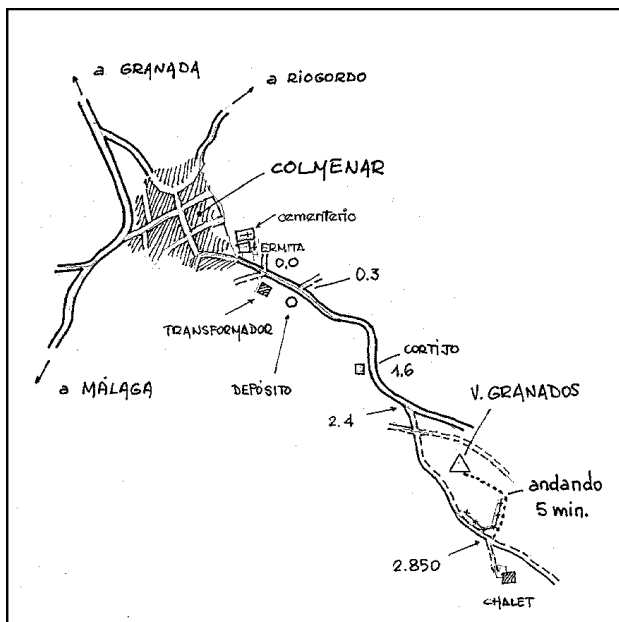 a GRANADA
a RIOGORDO
COLMENAR
cementerio
ERMITA
0,0
0.3
TRANSFORMADOR
DEPÓSITO
CORTIJO
1,6
a MÁLAGA
2.4
V. GRANADOS
andando
5 min.
2.850
CHALET